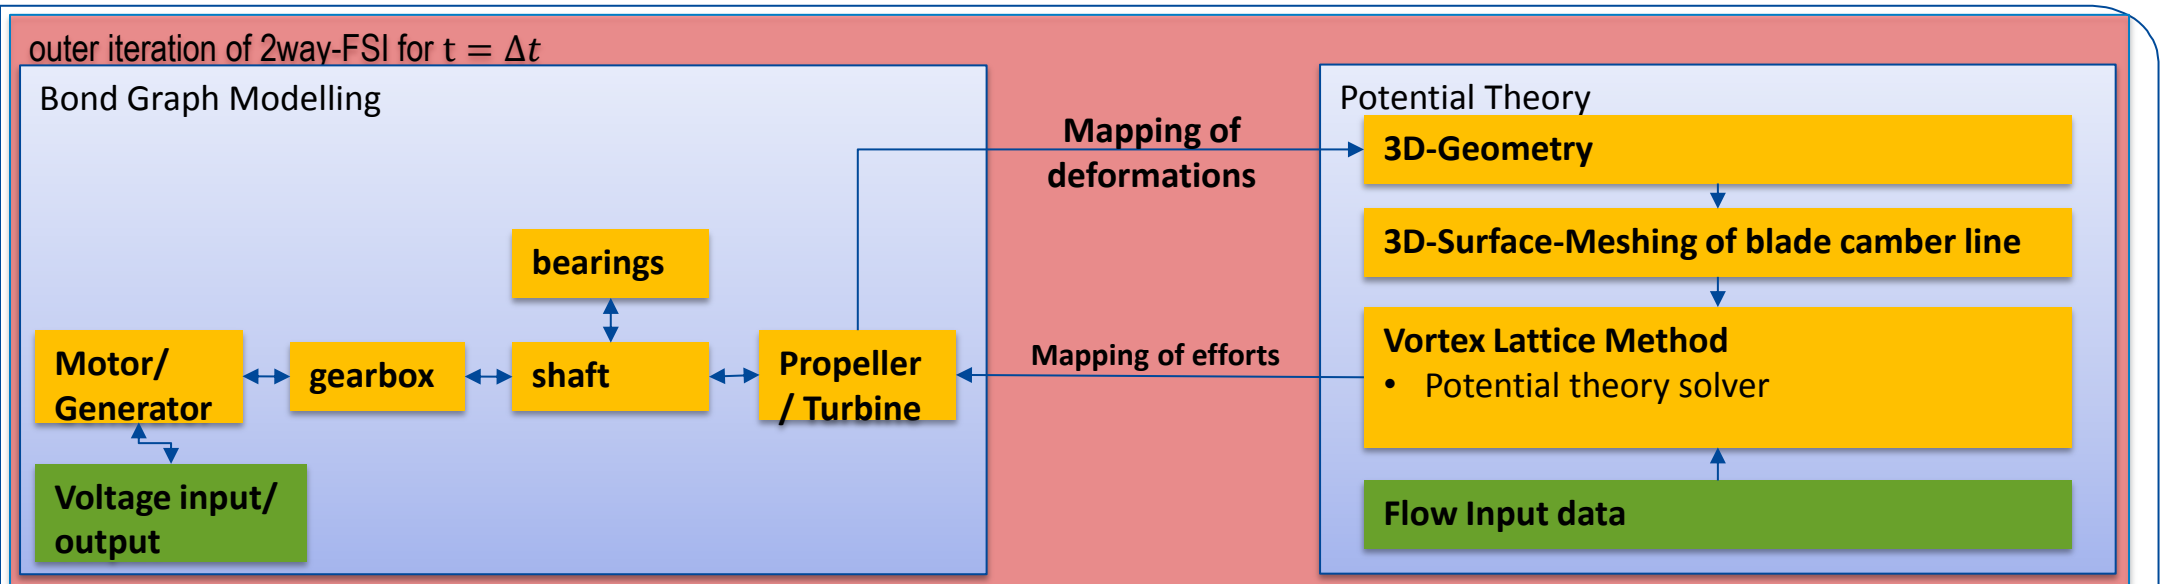 outer iteration of 2way-FSI for t = Δt
Bond Graph Modelling
bearings
Motor/
Generator
gearbox
shaft
Propeller
/ Turbine
Voltage input/
output
Mapping of
deformations
Mapping of efforts
Potential Theory
3D-Geometry
3D-Surface-Meshing of blade camber line
Vortex Lattice Method
• Potential theory solver
Flow Input data